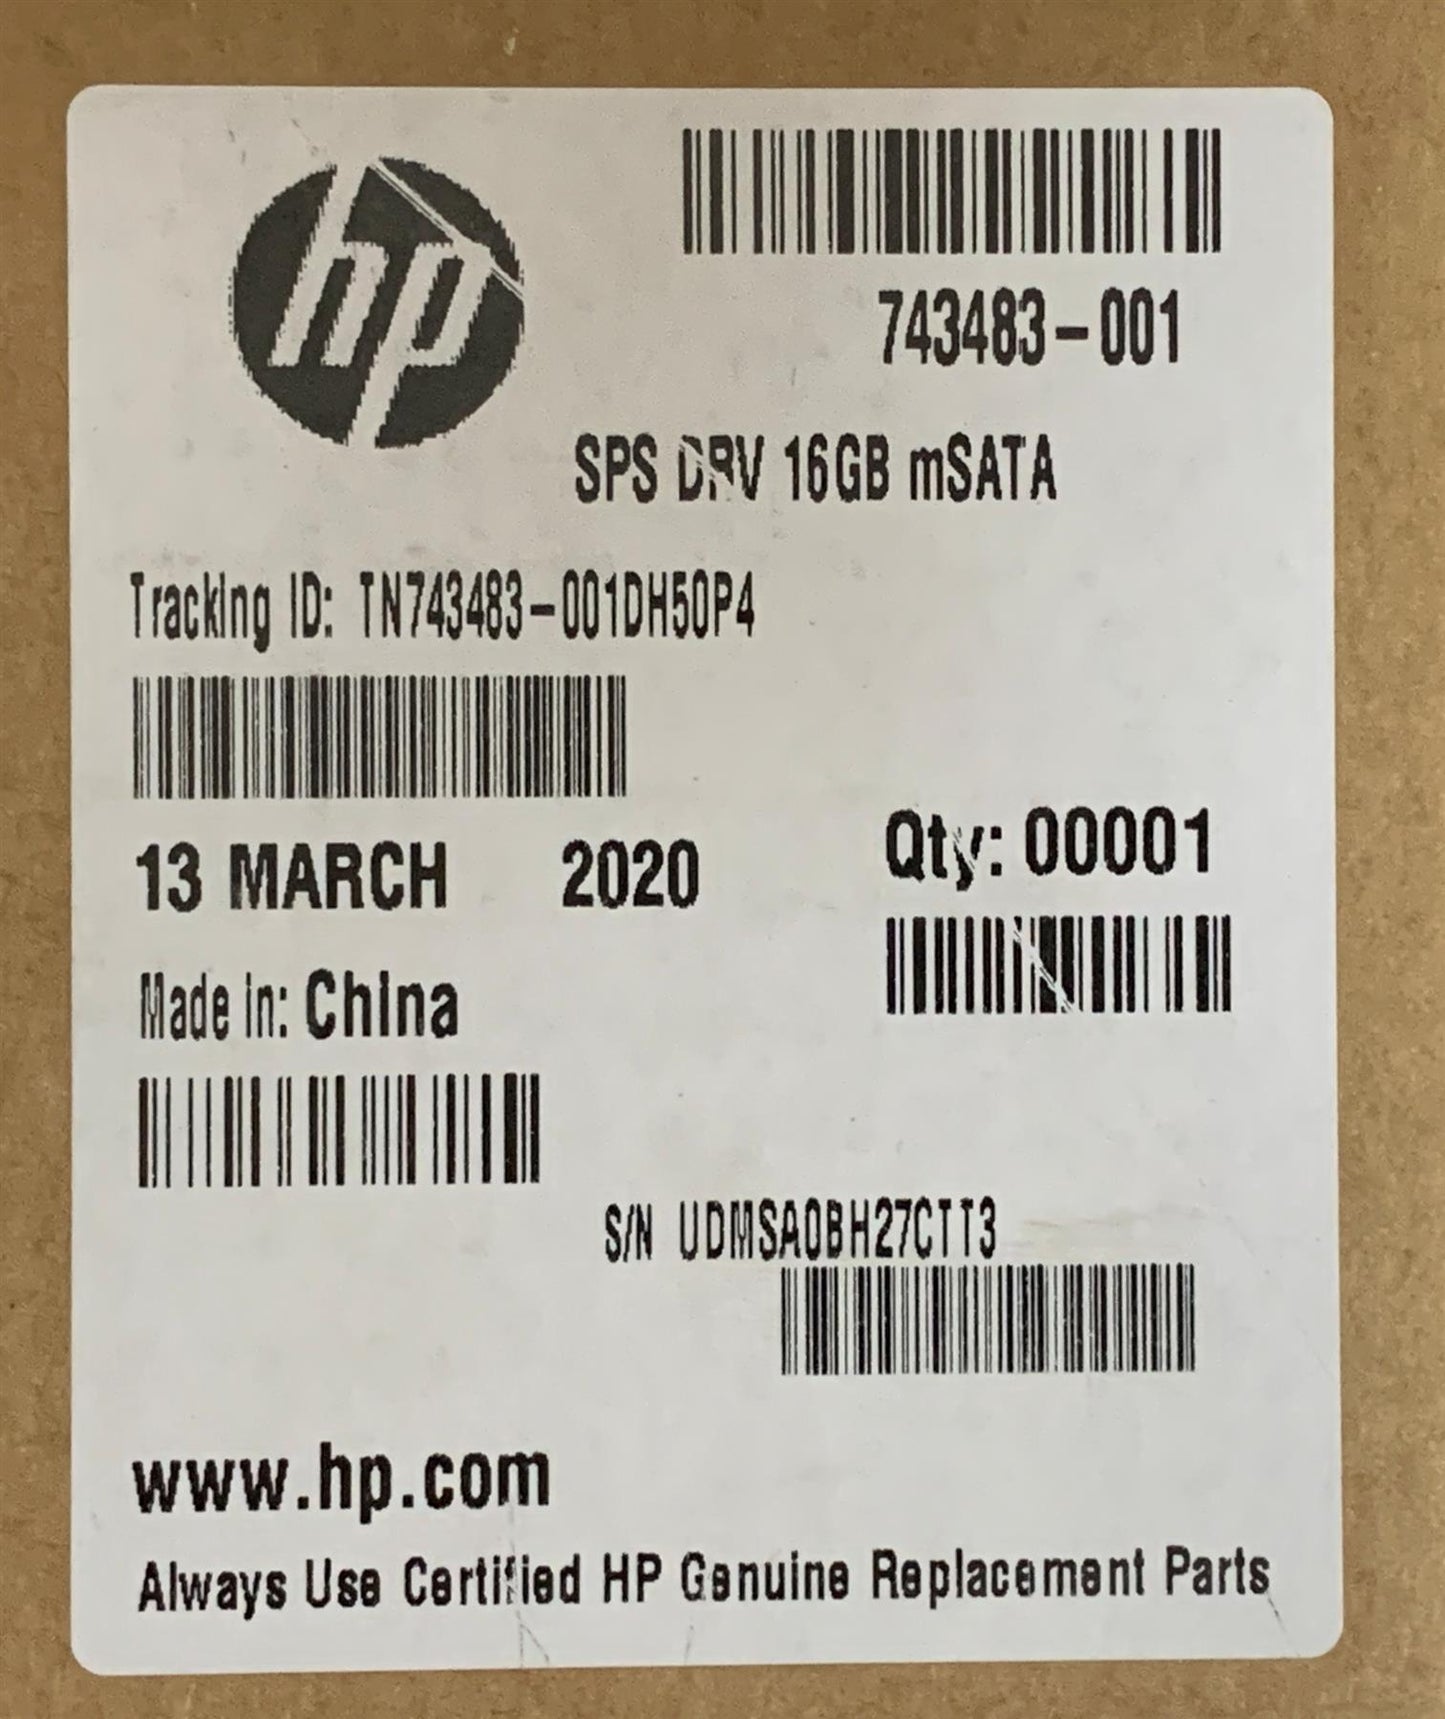 hp
743483-001
SPS DRV 16GB mSATA
Tracking ID: TN743483-001DH50P4
13 MARCH 2020
Qty: 00001
Made in: China
S/N UDMSA0BH27CTT3
www.hp.com
Always Use Certified HP Genuine Replacement Parts